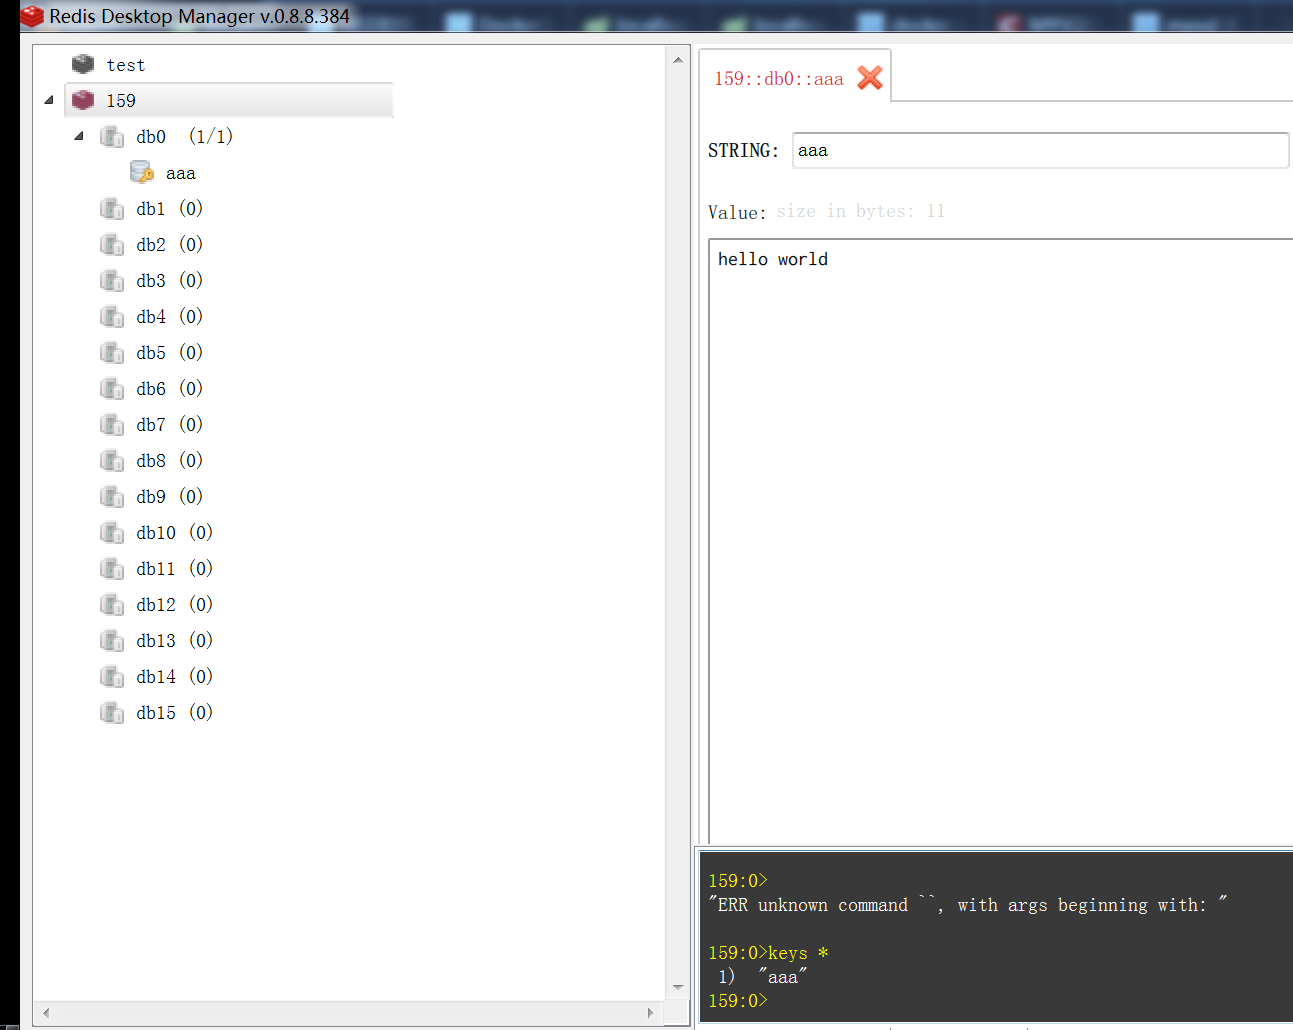 Redis Desktop Manager v.0.8.8.384
test
159
db0 (1/1)
aaa
db1 (0)
db2 (0)
db3 (0)
db4 (0)
db5 (0)
db6 (0)
db7 (0)
db8 (0)
db9 (0)
db10 (0)
db11 (0)
db12 (0)
db13 (0)
db14 (0)
db15 (0)
159::db0::aaa
STRING: aaa
Value: size in bytes: 11
hello world
159:0>
"ERR unknown command ``, with args beginning with: "
159:0>keys *
1) "aaa"
159:0>